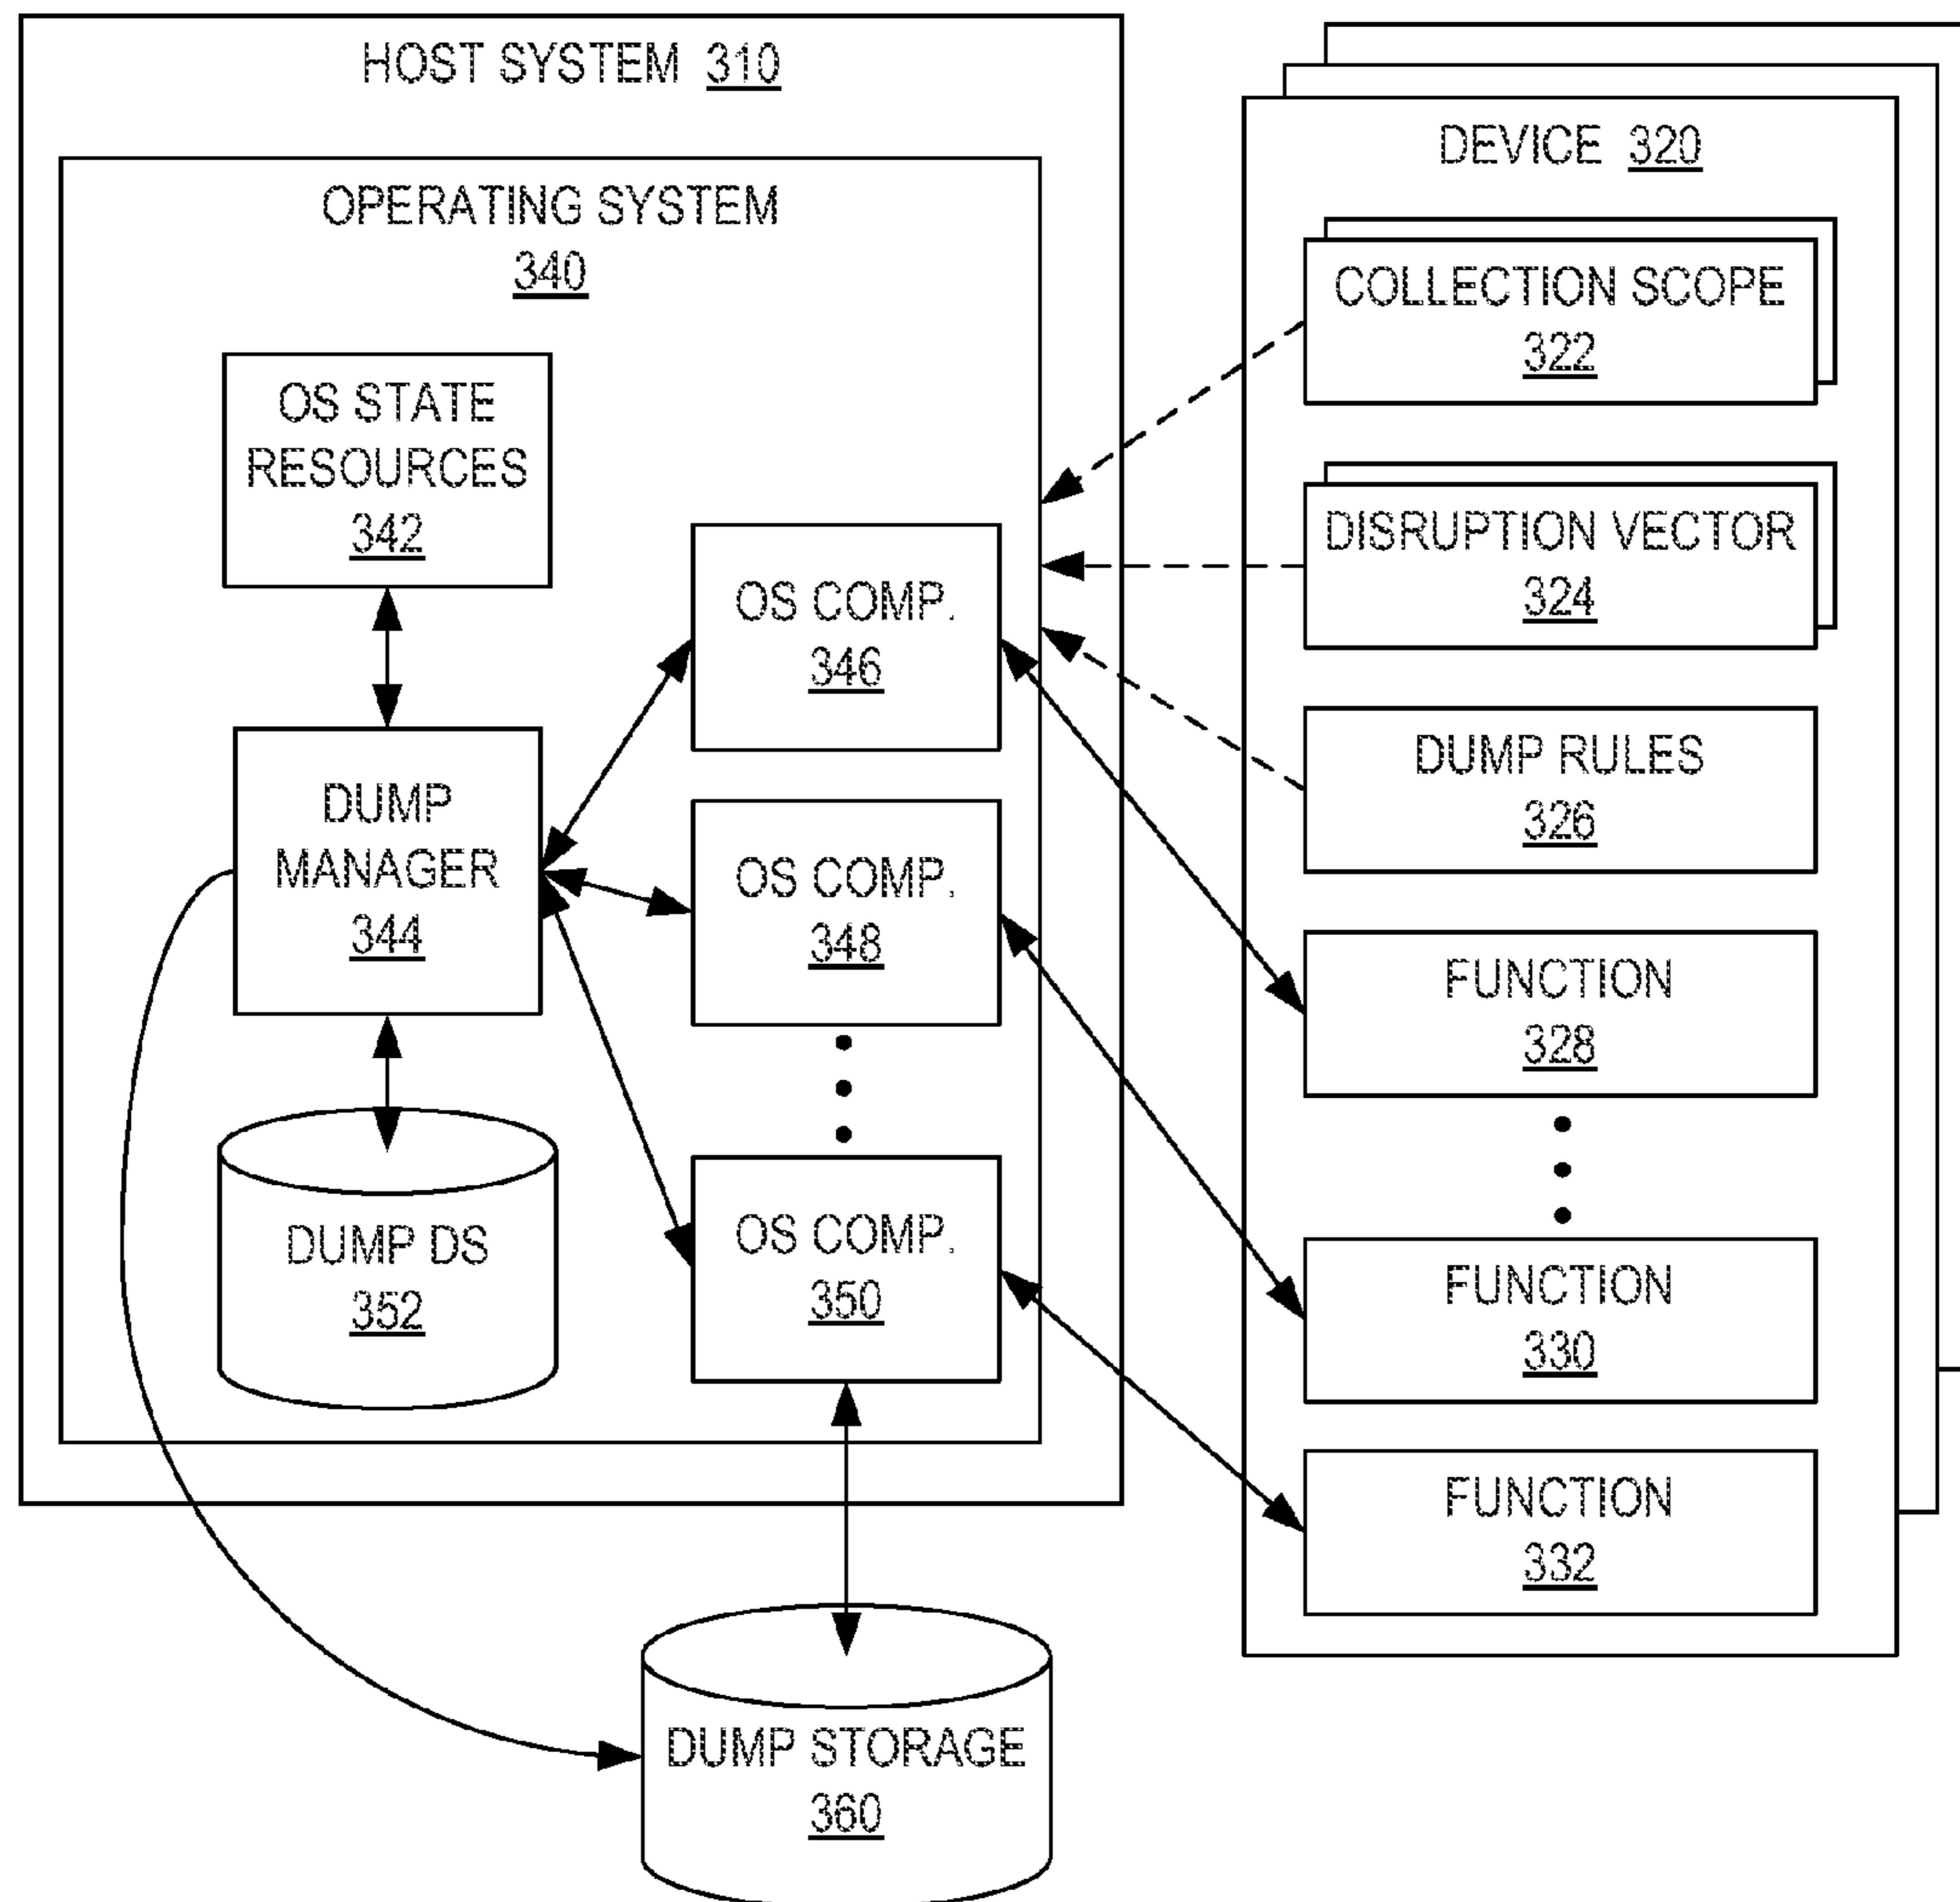 HOST SYSTEM 310
OPERATING SYSTEM
340
OS STATE
RESOURCES
342
DUMP
MANAGER
344
DUMP DS
352
OS COMP.
346
OS COMP.
348
OS COMP.
350
DUMP STORAGE
360
DEVICE 320
COLLECTION SCOPE
322
DISRUPTION VECTOR
324
DUMP RULES
326
FUNCTION
328
FUNCTION
330
FUNCTION
332